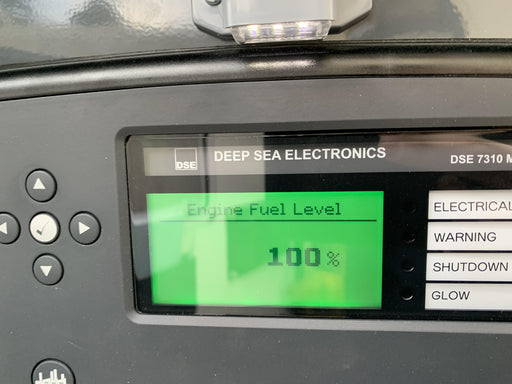 DSE
DEEP SEA ELECTRONICS
DSE 7310 M
Engine Fuel Level
100%
ELECTRICAL
WARNING
SHUTDOWN
GLOW